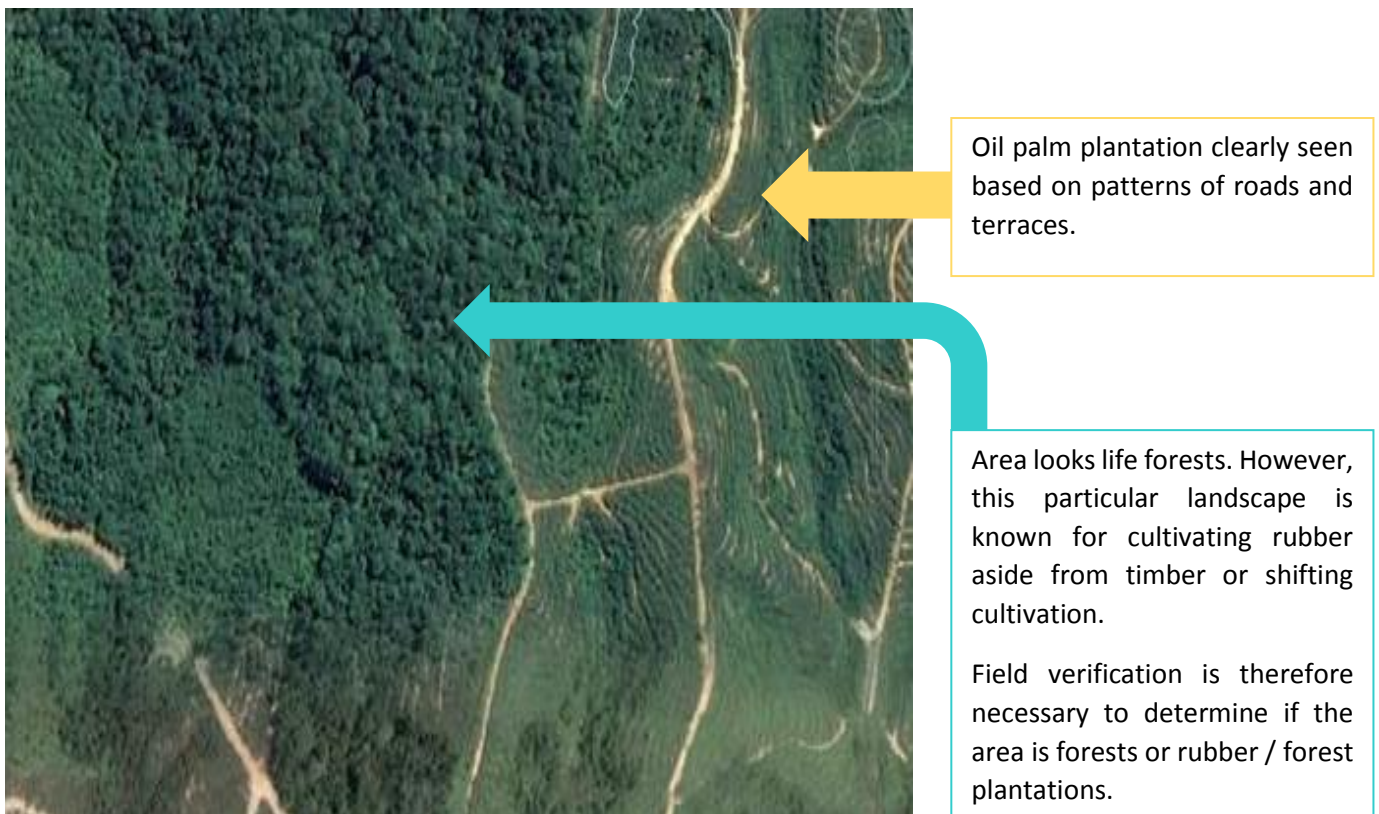 Oil palm plantation clearly seen
based on patterns of roads and
terraces.
Area looks life forests. However,
this particular landscape is
known for cultivating rubber
aside from timber or shifting
cultivation.
Field verification is therefore
necessary to determine if the
area is forests or rubber / forest
plantations.